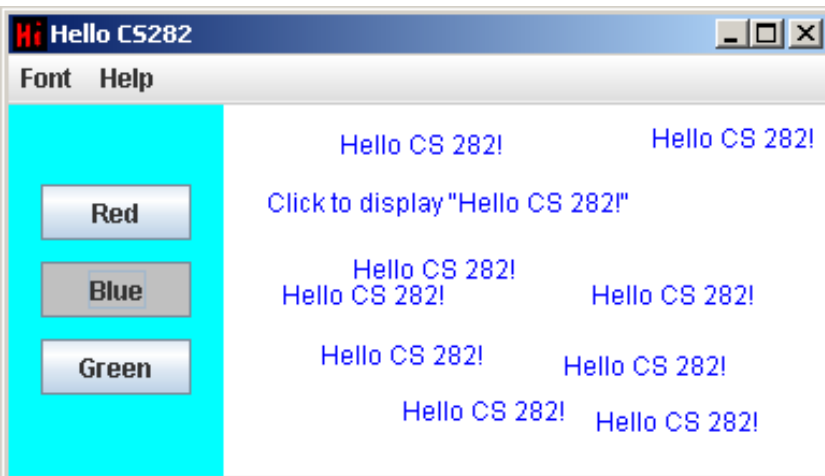 Hi Hello CS282
Font Help
Red
Blue
Green
Hello CS 282!
Hello CS 282!
Click to display "Hello CS 282!"
Hello CS 282!
Hello CS 282!
Hello CS 282!
Hello CS 282!
Hello CS 282!
Hello CS 282!
Hello CS 282!